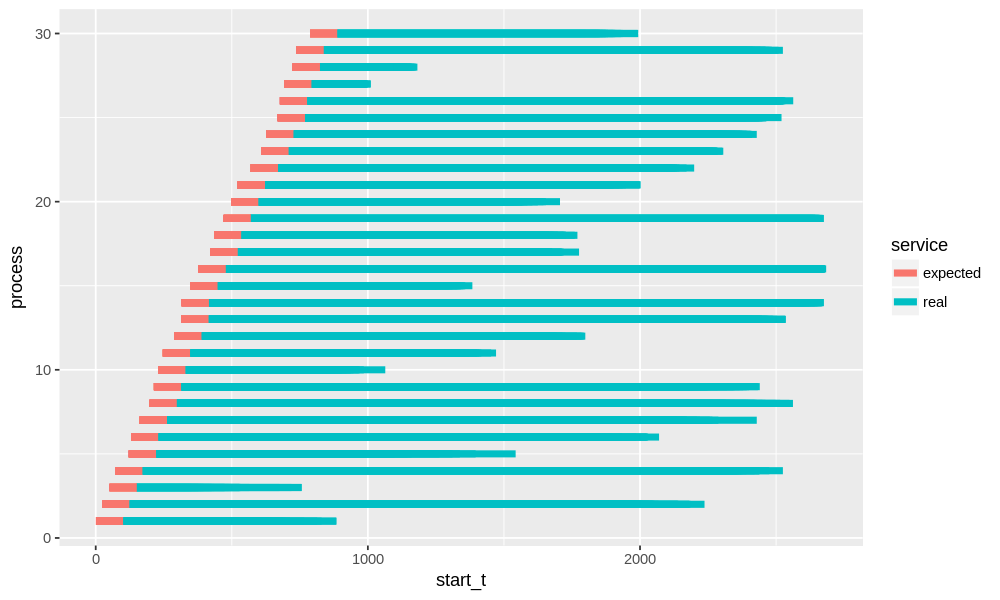 30
20
10
0
process
0 1000 2000
start_t
service
expected
real